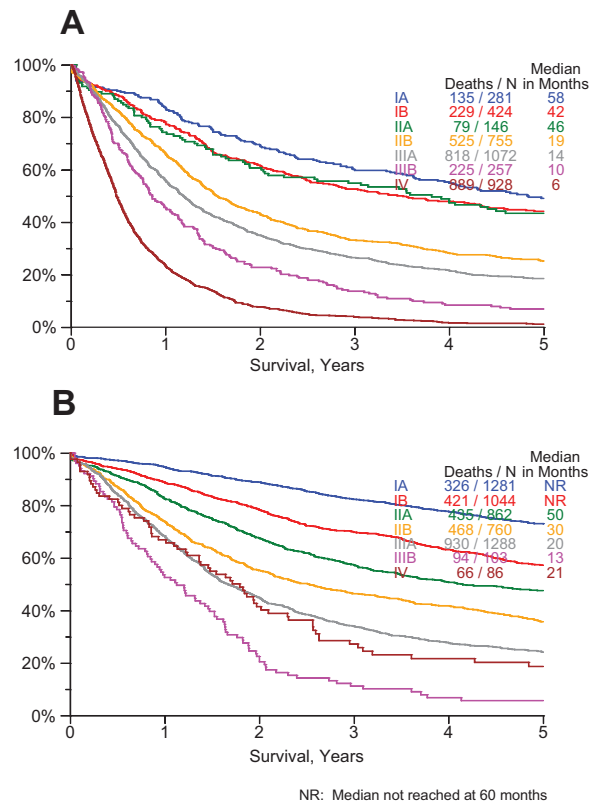 A
100%
80%
60%
40%
20%
0%
Median
Deaths / N in Months
IA 135 / 281 58
IB 229 / 424 42
IIA 79 / 146 46
IIB 525 / 755 19
IIIA 818 / 1072 14
IIIB 225 / 257 10
IV 889 / 928 6
0 1 2 3 4 5
Survival, Years
B
100%
80%
60%
40%
20%
0%
Median
Deaths / N in Months
IA 326 / 1281 NR
IB 421 / 1044 NR
IIA 435 / 862 50
IIB 468 / 760 30
IIIA 930 / 1288 20
IIIB 94 / 103 13
IV 66 / 86 21
0 1 2 3 4 5
Survival, Years
NR: Median not reached at 60 months